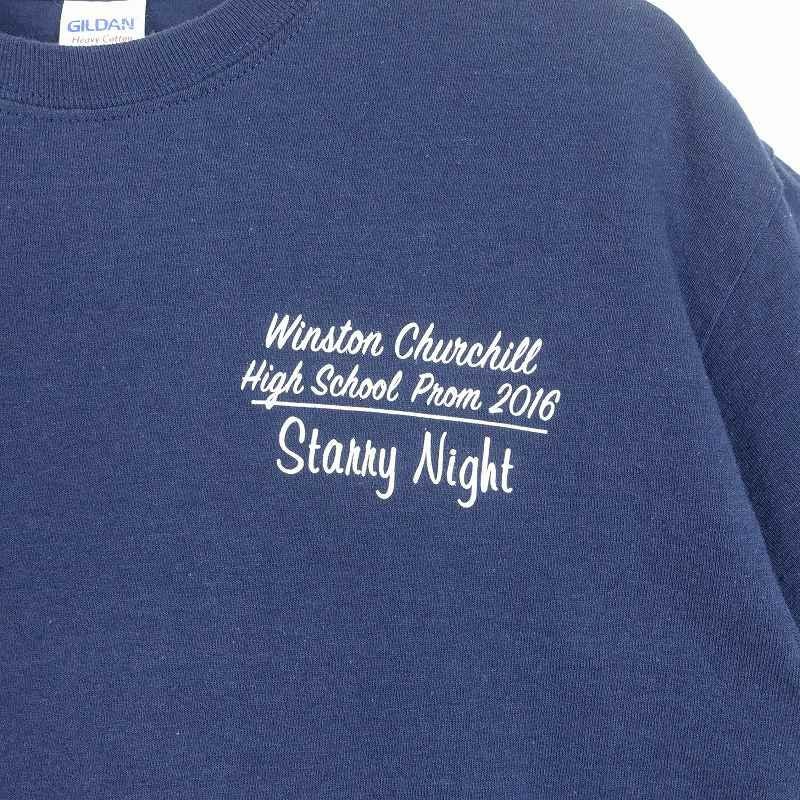 GILDAN
Heavy Cotton
Winston Churchill
High School Prom 2016
Starry Night